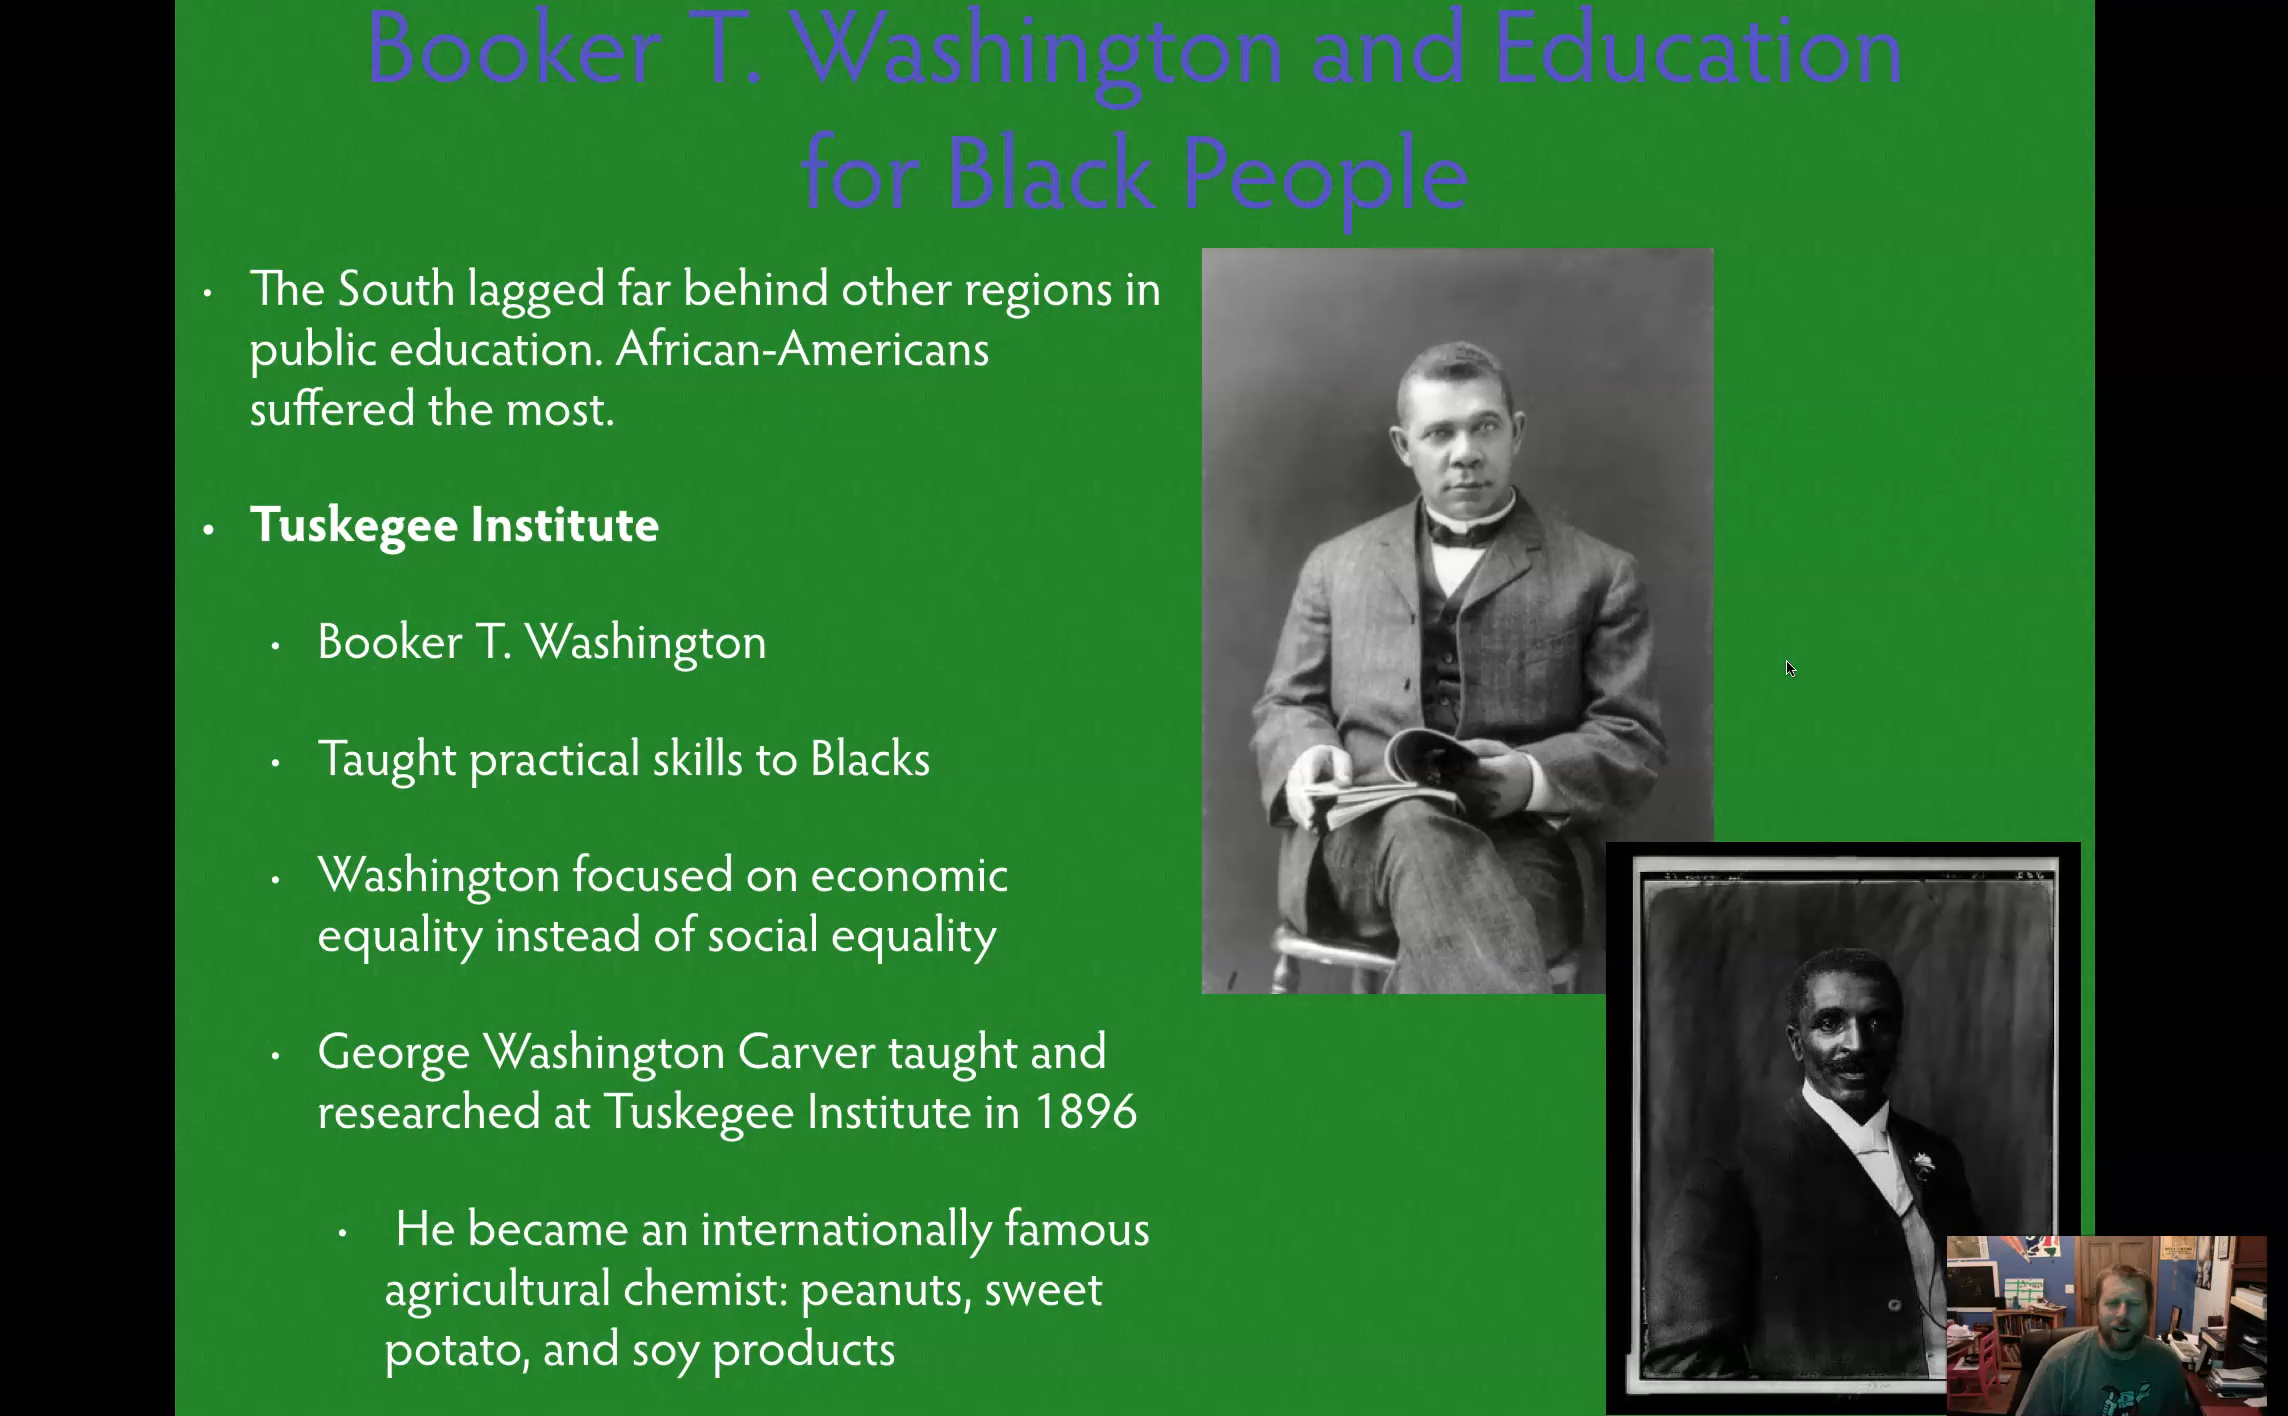 Booker T. Washington and Education
for Black People
• The South lagged far behind other regions in
public education. African-Americans
suffered the most.
• Tuskegee Institute
• Booker T. Washington
• Taught practical skills to Blacks
• Washington focused on economic
equality instead of social equality
• George Washington Carver taught and
researched at Tuskegee Institute in 1896
• He became an internationally famous
agricultural chemist: peanuts, sweet
potato, and soy products